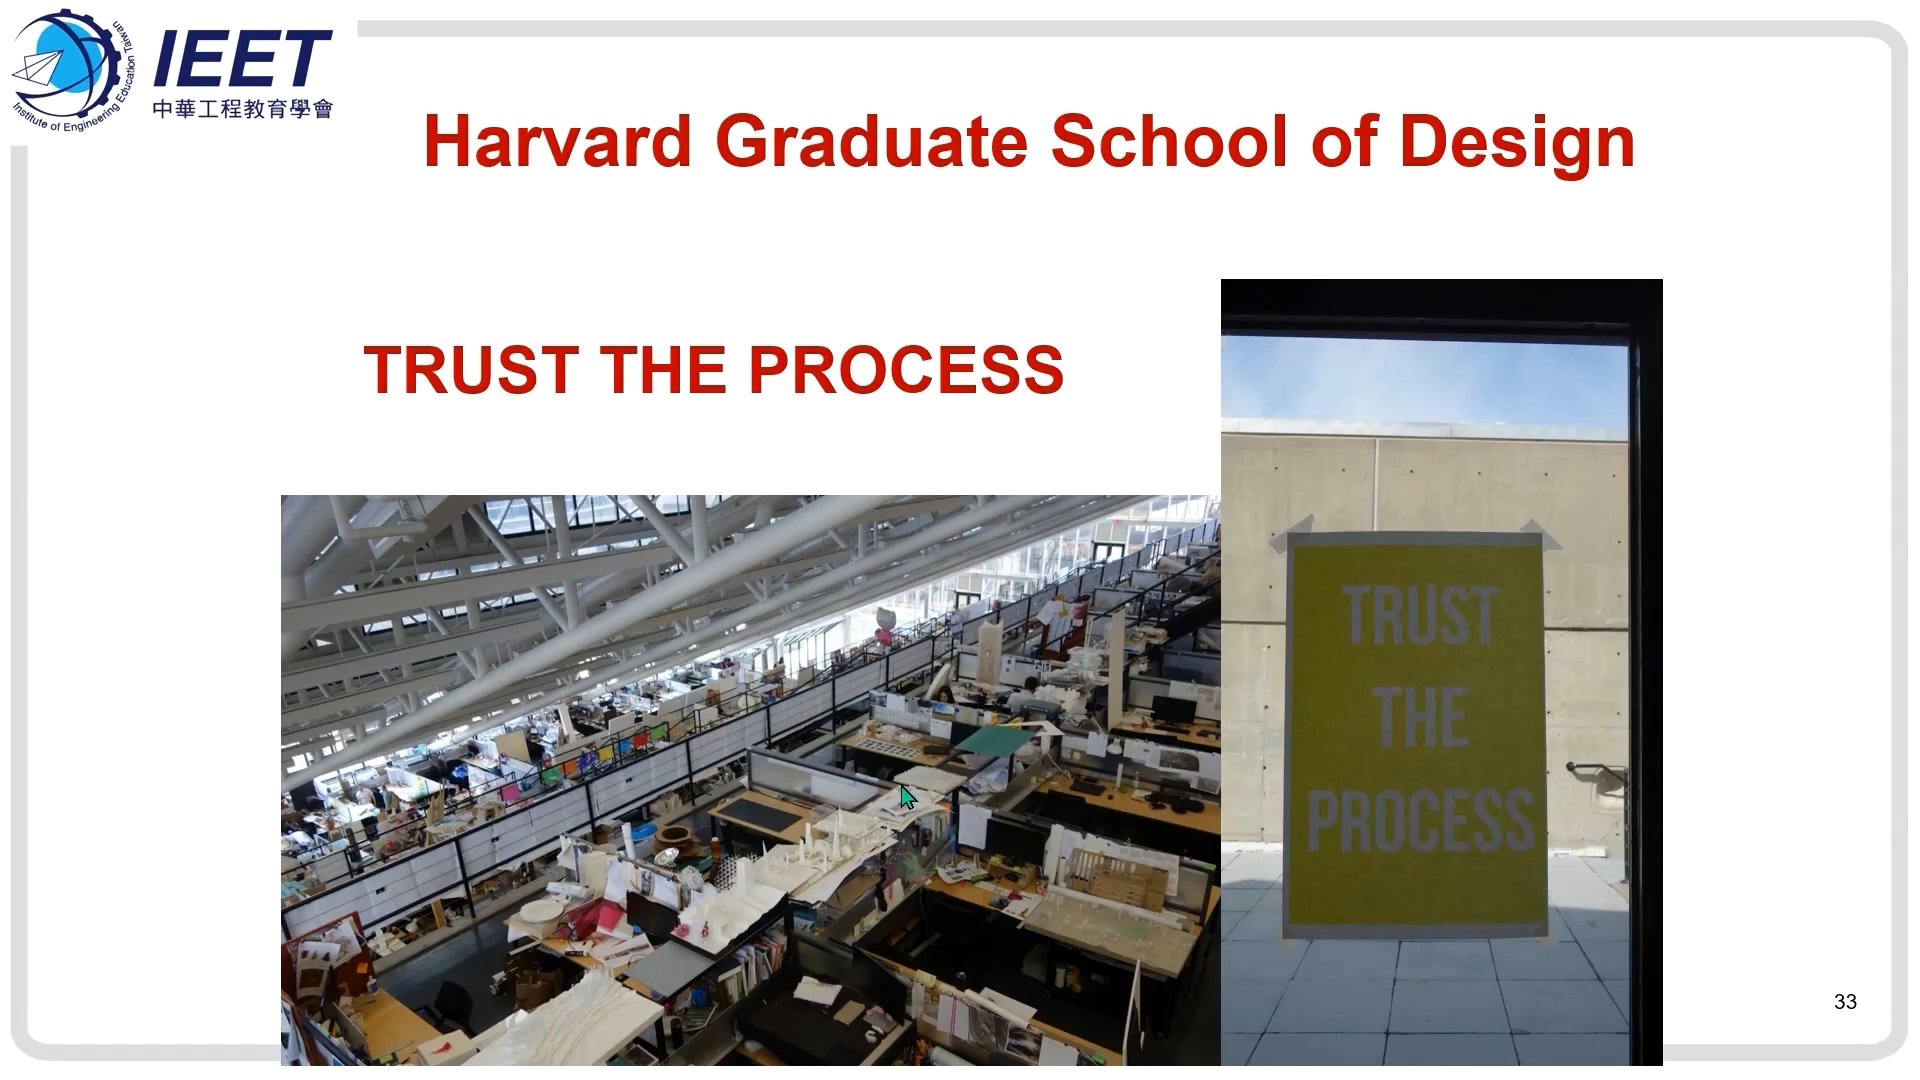 Institute of Engineering Education Taiwan
IEET
中華工程教育學會
Harvard Graduate School of Design
TRUST THE PROCESS
TRUST
THE
PROCESS
33